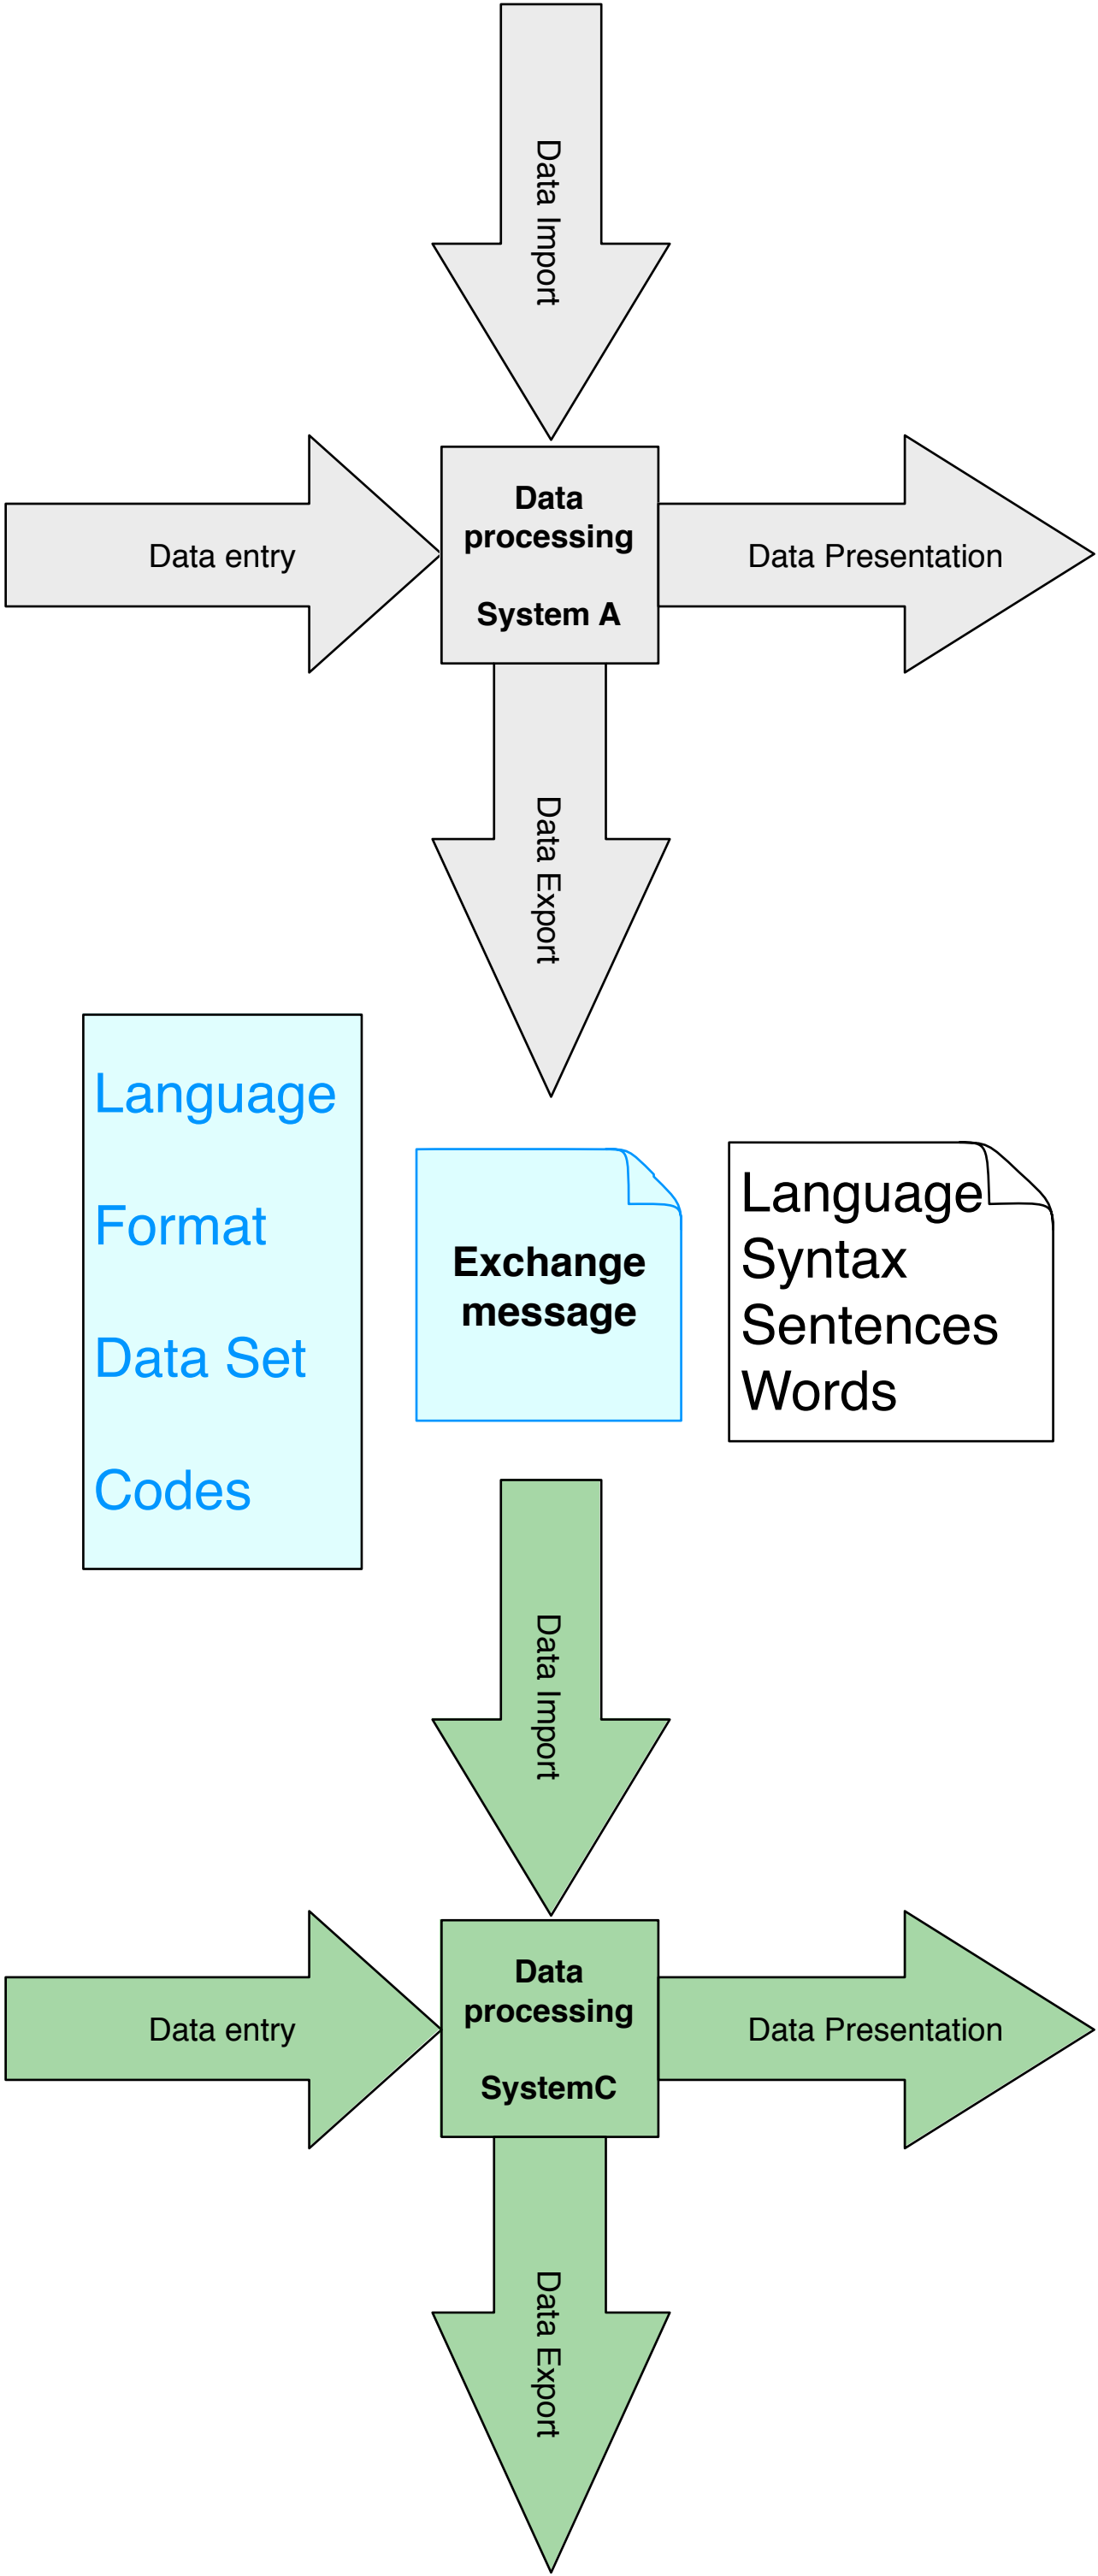 Data Import
Data entry
Data
processing
System A
Data Presentation
Data Export
Language
Format
Data Set
Codes
Exchange
message
Language
Syntax
Sentences
Words
Data Import
Data entry
Data
processing
SystemC
Data Presentation
Data Export